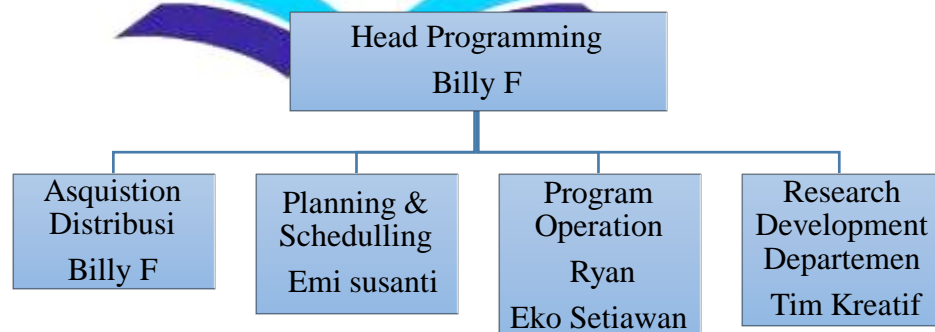 Head Programming
Billy F
Asquistion
Distribusi
Billy F
Planning &
Schedulling
Emi susanti
Program
Operation
Ryan
Eko Setiawan
Research
Development
Departemen
Tim Kreatif